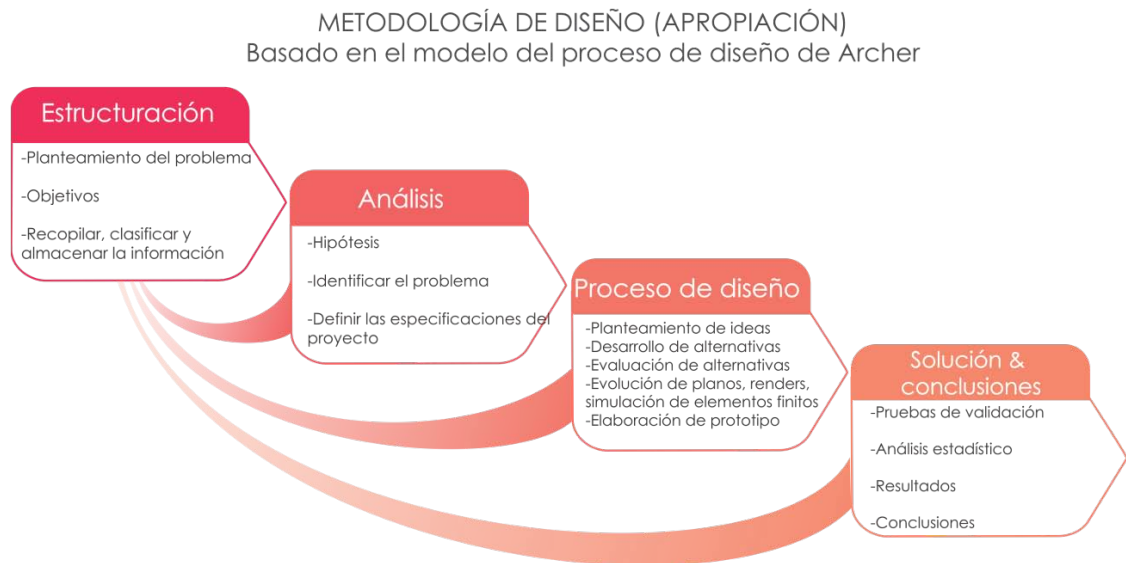 METODOLOGÍA DE DISEÑO (APROPIACIÓN)
Basado en el modelo del proceso de diseño de Archer
Estructuración
-Planteamiento del problema
-Objetivos
-Recopilar, clasificar y
almacenar la información
Análisis
-Hipótesis
-Identificar el problema
-Definir las especificaciones del
proyecto
Proceso de diseño
-Planteamiento de ideas
-Desarrollo de alternativas
-Evaluación de alternativas
-Evolución de planos, renders,
simulación de elementos finitos
-Elaboración de prototipo
Solución &
conclusiones
-Pruebas de validación
-Análisis estadístico
-Resultados
-Conclusiones